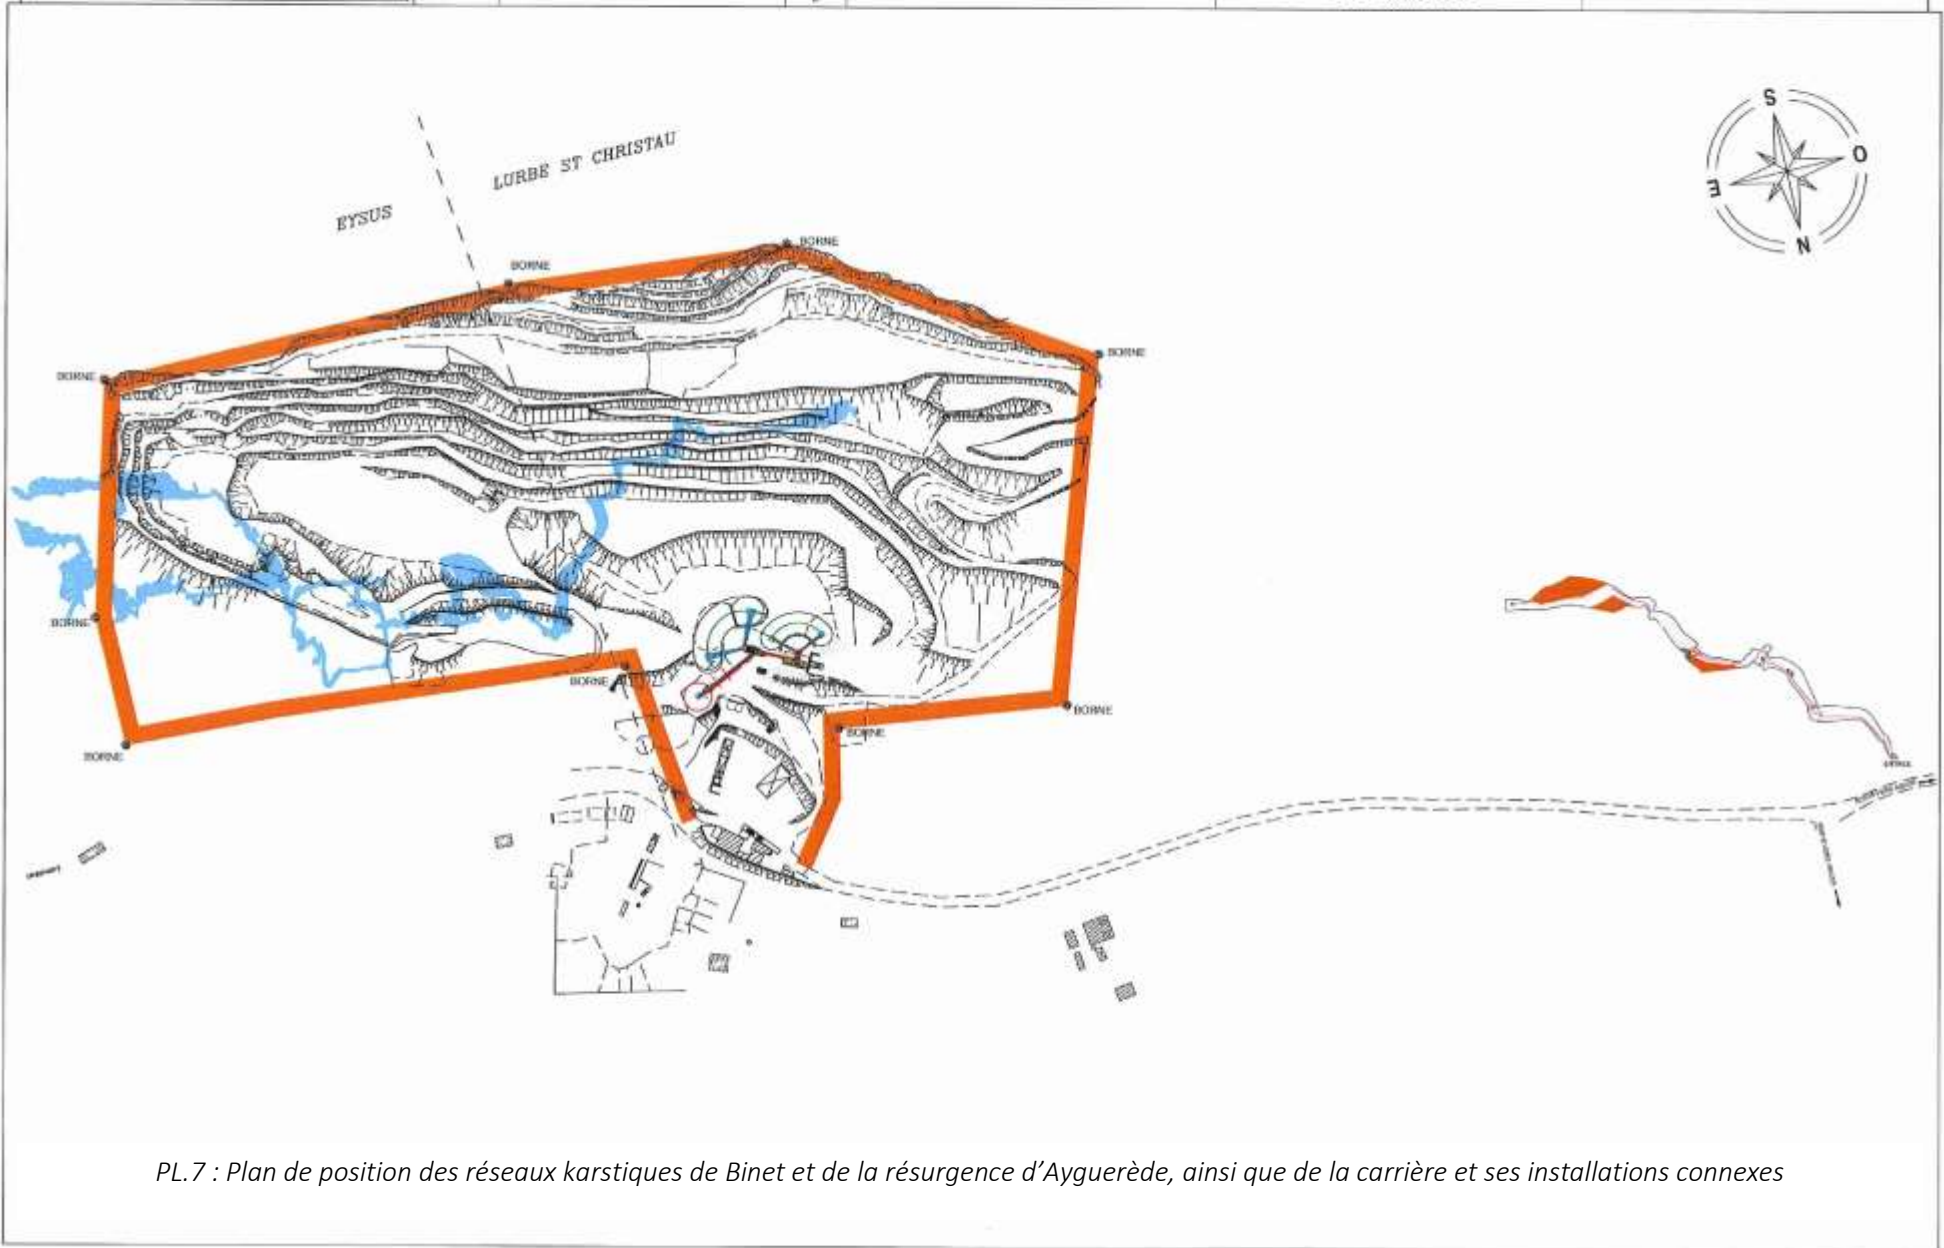 S
LURBE ST CHRISTAU
O
E
EYSUS
N
BORNE
BORNE
BORNE
BORNE
BORNE
BORNE
BORNE
BORNE
BORNE
PL.7 : Plan de position des réseaux karstiques de Binet et de la résurgence d’Ayguerède, ainsi que de la carrière et ses installations connexes